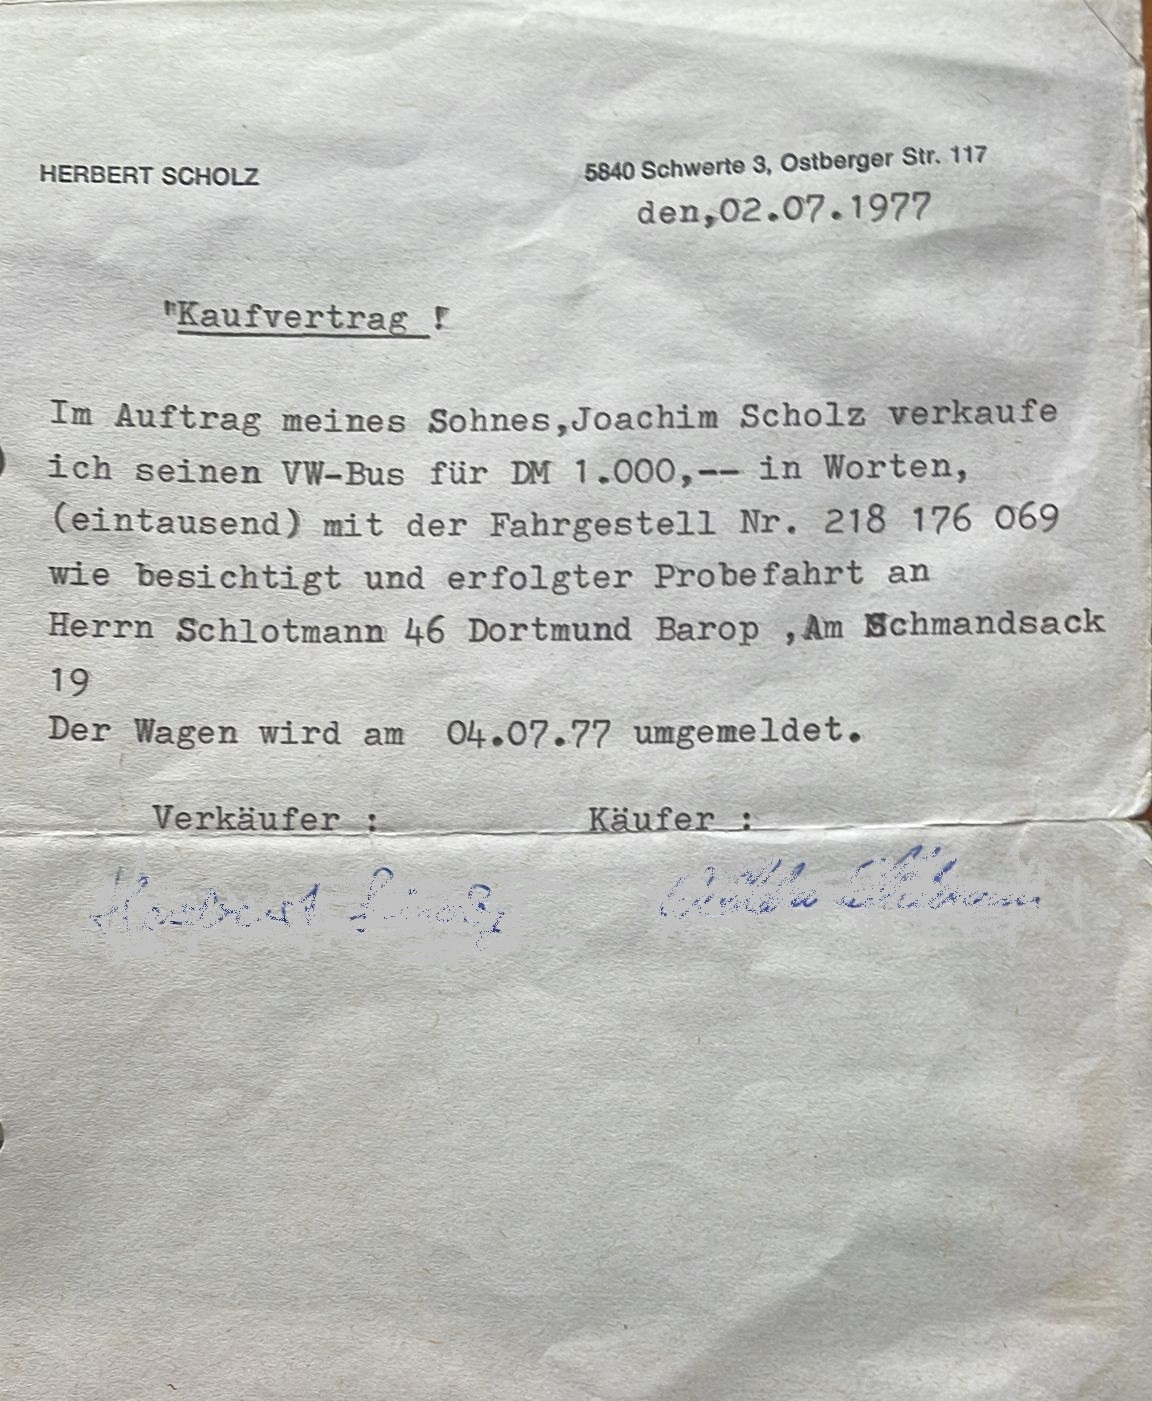 HERBERT SCHOLZ
5840 Schwerte 3, Ostberger Str. 117
den,02.07.1977
"Kaufvertrag !"
Im Auftrag meines Sohnes,Joachim Scholz verkaufe
ich seinen VW-Bus für DM 1.000,-- in Worten,
(eintausend) mit der Fahrgestell Nr. 218 176 069
wie besichtigt und erfolgter Probefahrt an
Herrn Schlotmann 46 Dortmund Barop ,Am Schmandsack
19
Der Wagen wird am 04.07.77 umgemeldet.
Verkäufer : Käufer :
Herbert Scholz